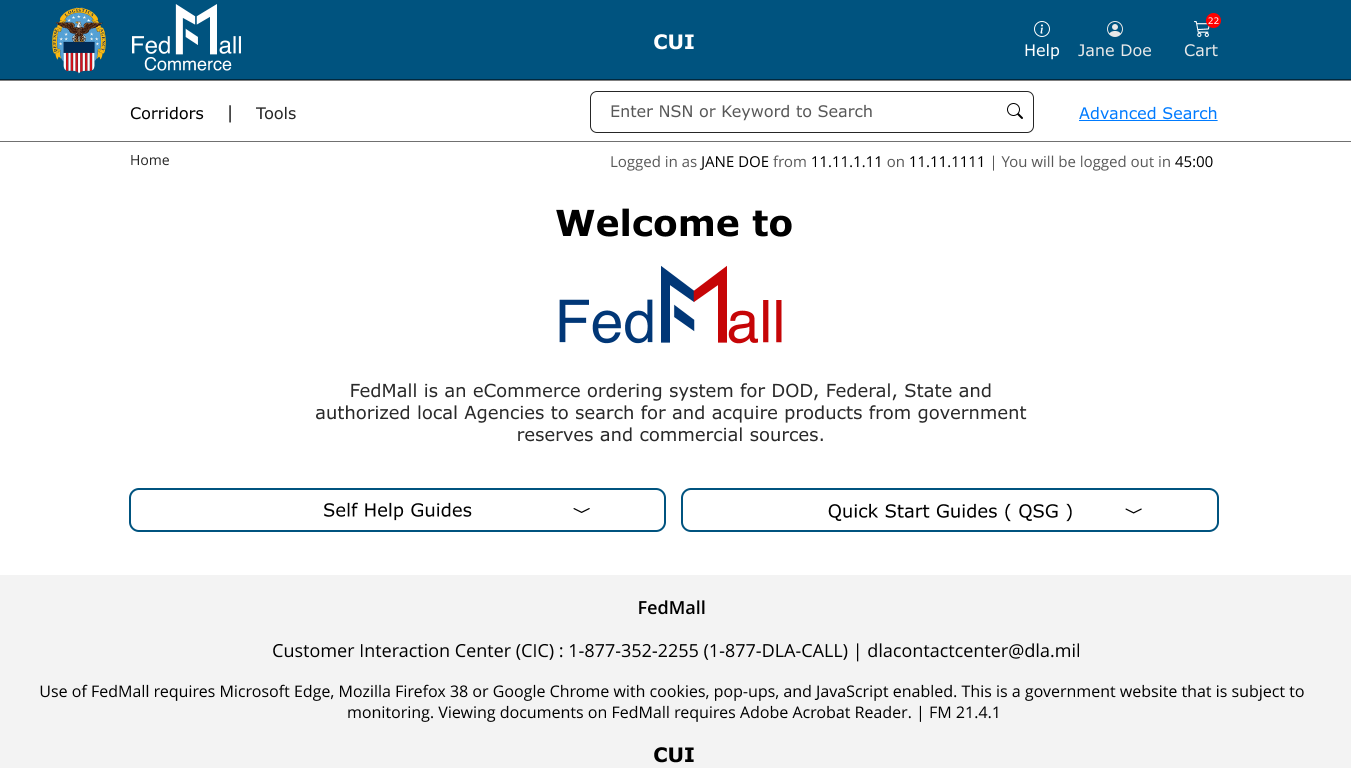 FedMall
Commerce
CUI
22
Help
Jane Doe
Cart
Corridors | Tools
Enter NSN or Keyword to Search
Advanced Search
Home
Logged in as JANE DOE from 11.11.1.11 on 11.11.1111 | You will be logged out in 45:00
Welcome to
FedMall
FedMall is an eCommerce ordering system for DOD, Federal, State and
authorized local Agencies to search for and acquire products from government
reserves and commercial sources.
Self Help Guides
Quick Start Guides ( QSG )
FedMall
Customer Interaction Center (CIC) : 1-877-352-2255 (1-877-DLA-CALL) | dlacontactcenter@dla.mil
Use of FedMall requires Microsoft Edge, Mozilla Firefox 38 or Google Chrome with cookies, pop-ups, and JavaScript enabled. This is a government website that is subject to
monitoring. Viewing documents on FedMall requires Adobe Acrobat Reader. | FM 21.4.1
CUI